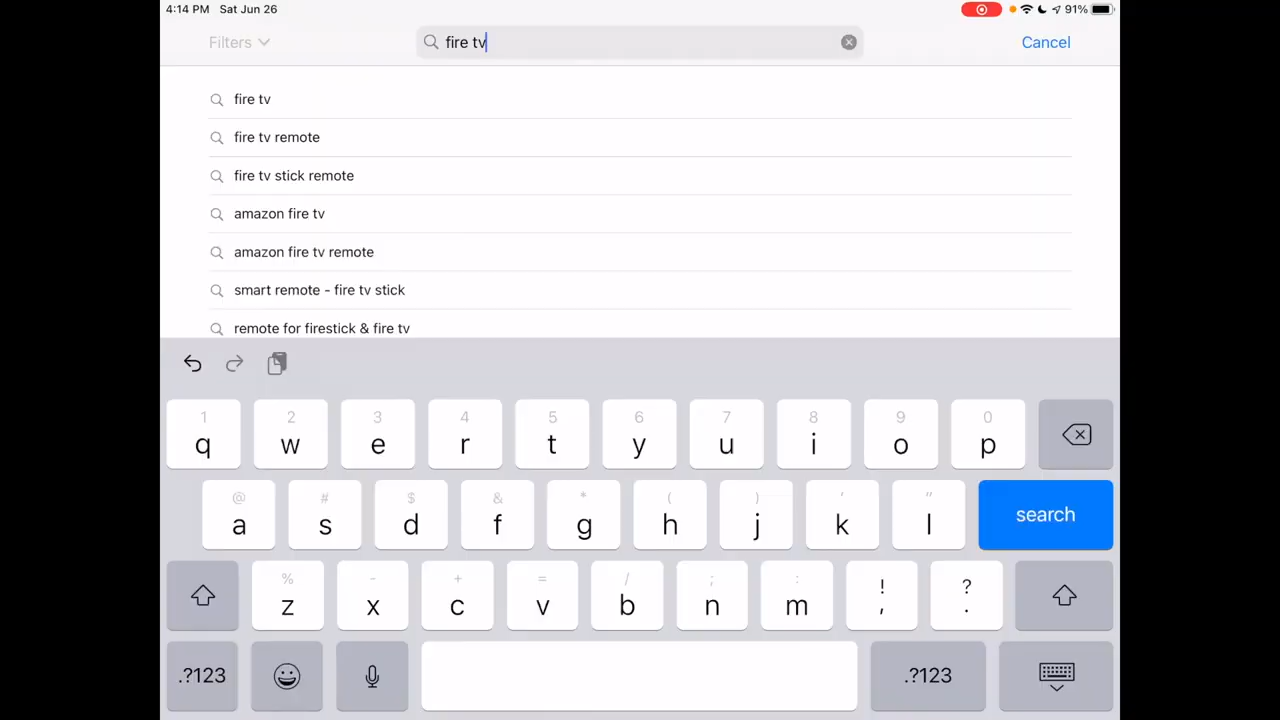 4:14 PM Sat Jun 26 91%
Filters fire tv Cancel
fire tv
fire tv remote
fire tv stick remote
amazon fire tv
amazon fire tv remote
smart remote - fire tv stick
remote for firestick & fire tv
1 2 3 4 5 6 7 8 9 0
q w e r t y u i o p
@ # $ & * ( ) ' "
a s d f g h j k l search
% - + = / ; : ! ?
z x c v b n m , .
.?123 .?123